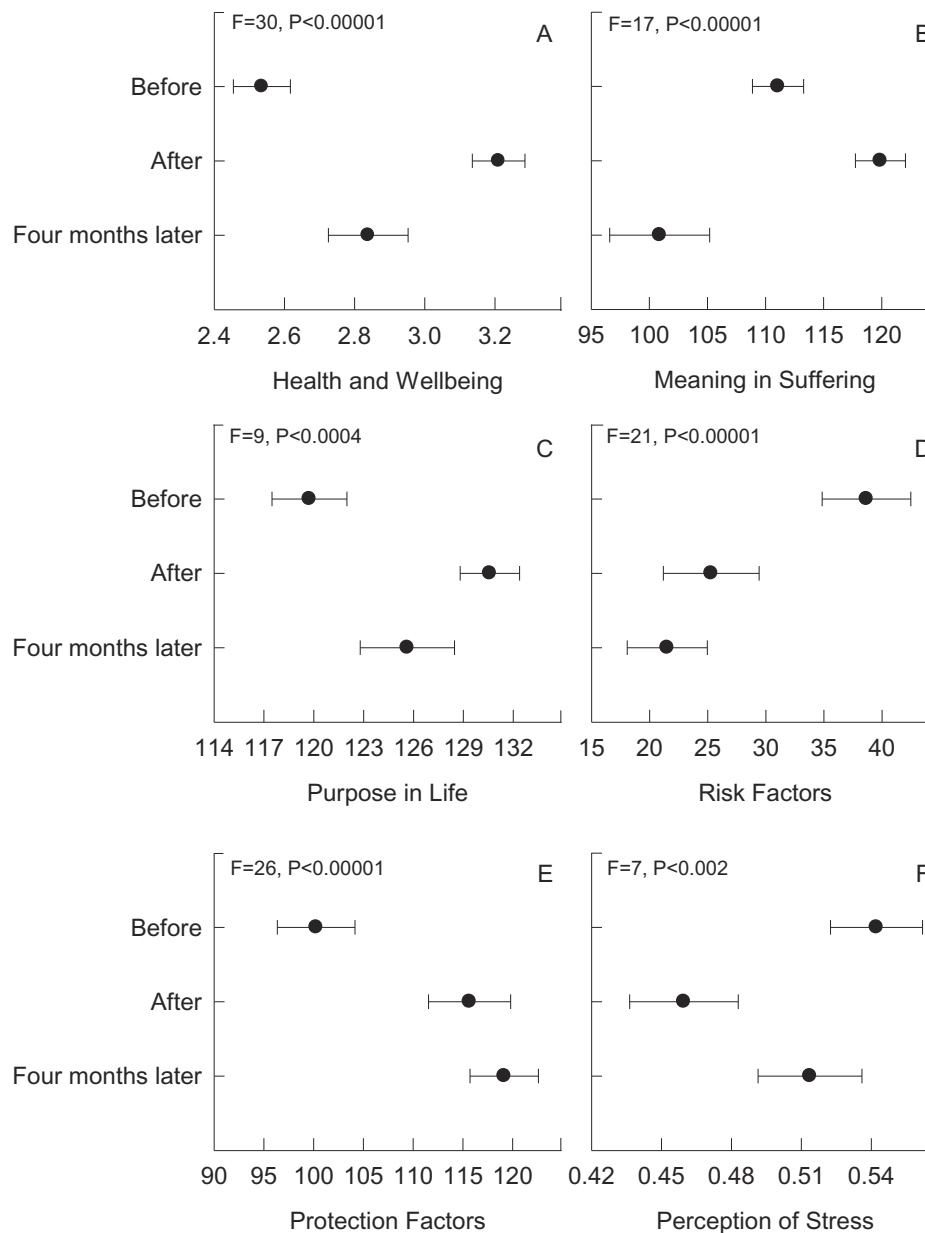 F=30, P<0.00001 A
F=17, P<0.00001 B
Before
After
Four months later
2.4 2.6 2.8 3.0 3.2
95 100 105 110 115 120
Health and Wellbeing
Meaning in Suffering
F=9, P<0.0004 C
F=21, P<0.00001 D
Before
After
Four months later
114 117 120 123 126 129 132
15 20 25 30 35 40
Purpose in Life
Risk Factors
F=26, P<0.00001 E
F=7, P<0.002 F
Before
After
Four months later
90 95 100 105 110 115 120
0.42 0.45 0.48 0.51 0.54
Protection Factors
Perception of Stress